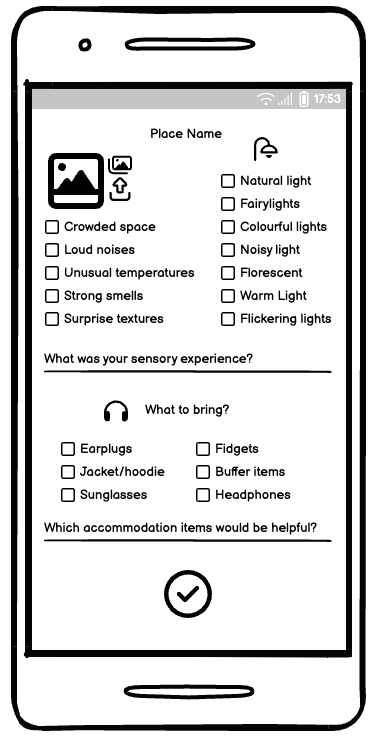 17:53
Place Name
Natural light
Fairylights
Crowded space
Colourful lights
Loud noises
Noisy light
Unusual temperatures
Florescent
Strong smells
Warm Light
Surprise textures
Flickering lights
What was your sensory experience?
What to bring?
Earplugs
Fidgets
Jacket/hoodie
Buffer items
Sunglasses
Headphones
Which accommodation items would be helpful?